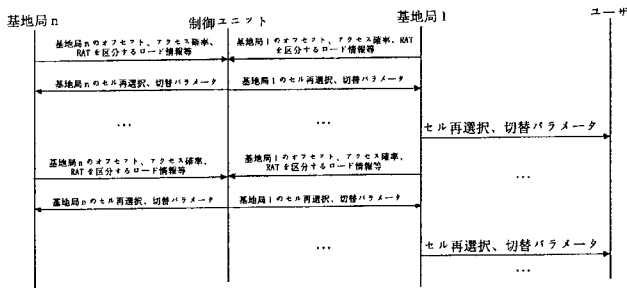 基地局n
制御ユニット
基地局1
ユーザ
基地局nのオフセット、アクセス確率、
RATを区分するロード情報等
基地局1のオフセット、アクセス確率、RAT
を区分するロード情報等
基地局nのセル再選択、切替パラメータ
基地局1のセル再選択、切替パラメータ
...
...
セル再選択、切替パラメータ
基地局nのオフセット、アクセス確率、
RATを区分するロード情報等
基地局1のオフセット、アクセス確率、
RATを区分するロード情報等
...
基地局nのセル再選択、切替パラメータ
基地局1のセル再選択、切替パラメータ
...
セル再選択、切替パラメータ
...